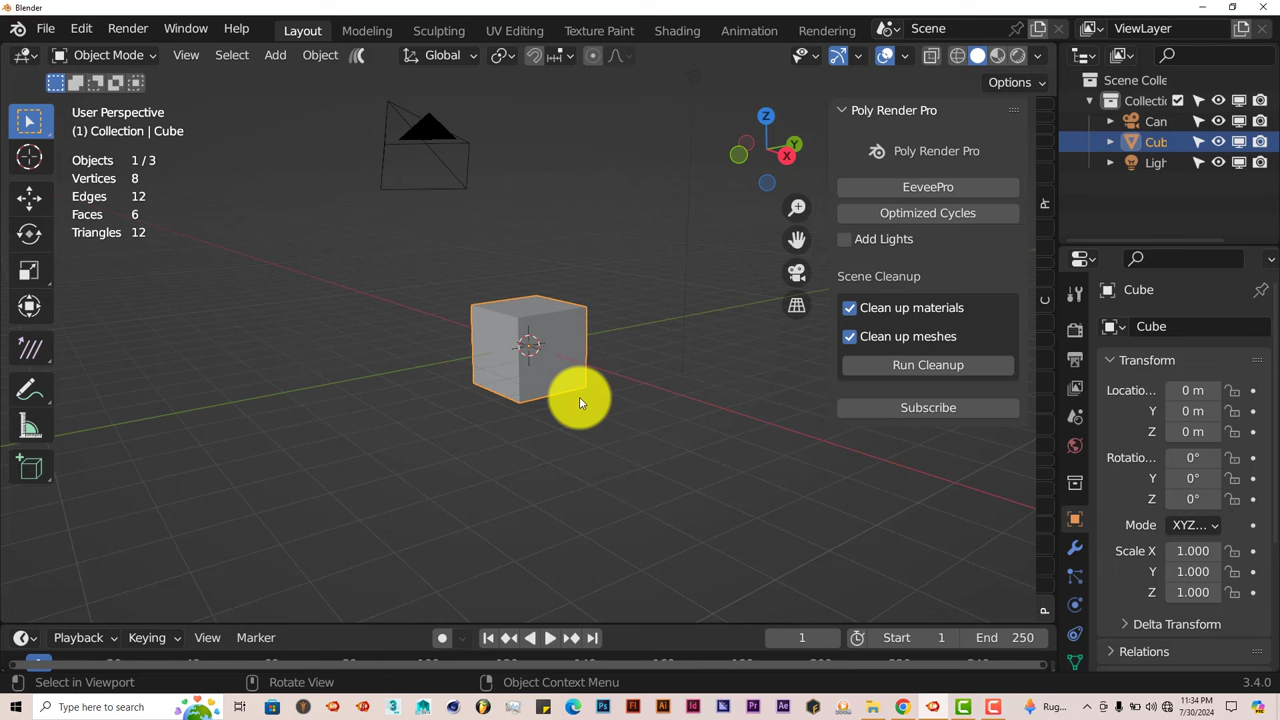 Blender
File Edit Render Window Help Layout Modeling Sculpting UV Editing Texture Paint Shading Animation Rendering Scene ViewLayer
Object Mode View Select Add Object Global
Options
User Perspective
(1) Collection | Cube
Objects 1 / 3
Vertices 8
Edges 12
Faces 6
Triangles 12
Z
Y
X
Poly Render Pro
Poly Render Pro
EeveePro
Optimized Cycles
Add Lights
Scene Cleanup
Clean up materials
Clean up meshes
Run Cleanup
Subscribe
C
P
Scene Colle
Collectic
Can
Cub
Ligh
Cube
Cube
Transform
Locatio... 0 m
Y 0 m
Z 0 m
Rotatio... 0°
Y 0°
Z 0°
Mode XYZ...
Scale X 1.000
Y 1.000
Z 1.000
Delta Transform
Relations
Playback Keying View Marker 1 Start 1 End 250
Select in Viewport Rotate View Object Context Menu 3.4.0
Type here to search
Rug...
11:34 PM
7/30/2024